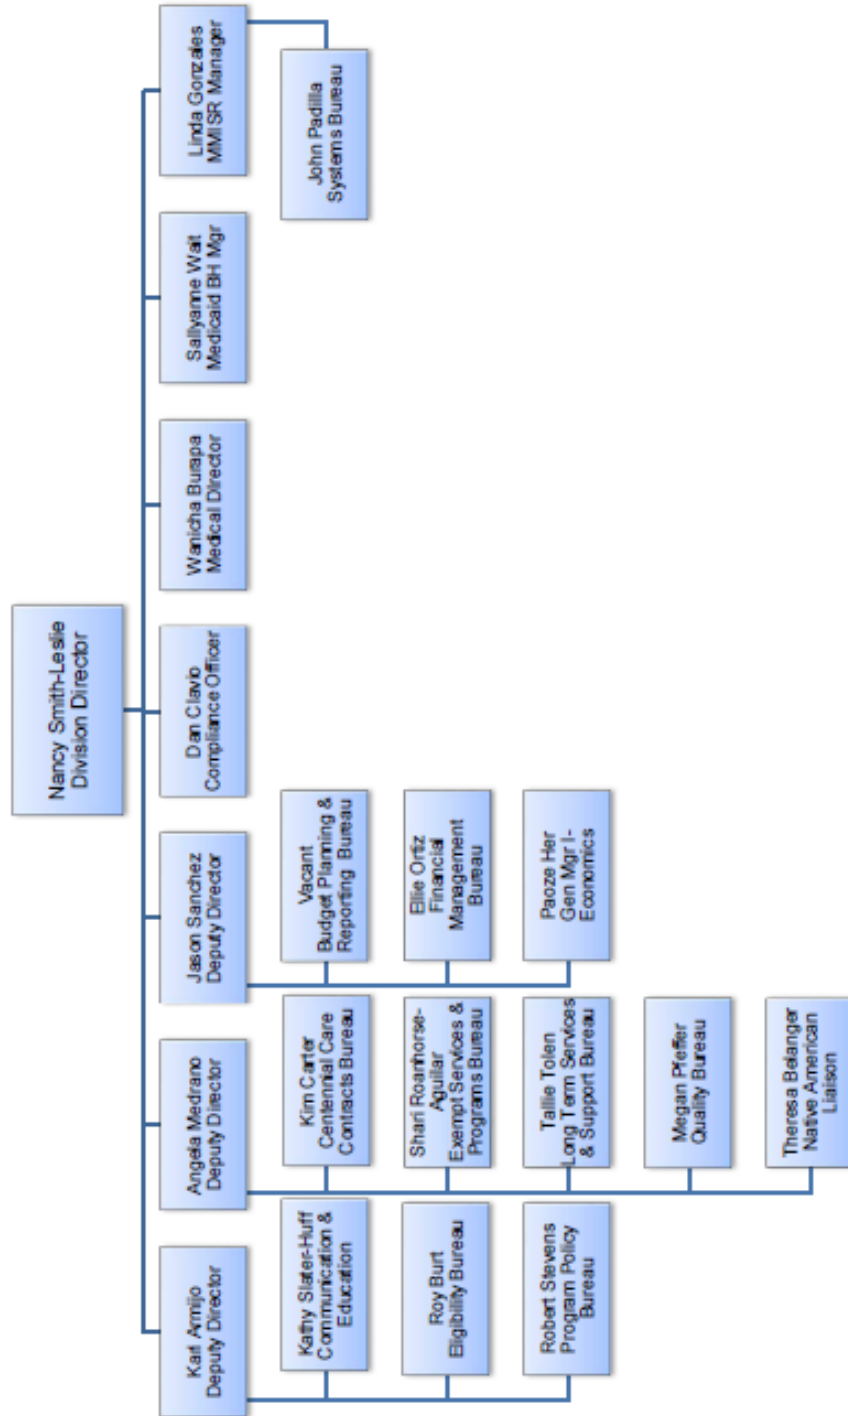 Nancy Smith-Leslie
Division Director
Karl Armijo
Deputy Director
Angela Medrano
Deputy Director
Jason Sanchez
Deputy Director
Dan Clavio
Compliance Officer
Wanicha Burapa
Medical Director
Sallyanne Wait
Medicaid BH Mgr
Linda Gonzales
MMISR Manager
Kathy Slater-Huff
Communication &
Education
Roy Burt
Eligibility Bureau
Robert Stevens
Program Policy
Bureau
Kim Carter
Centennial Care
Contracts Bureau
Shari Roanhorse-
Aguilar
Exempt Services &
Programs Bureau
Tallie Tolen
Long Term Services
& Support Bureau
Megan Pfeffer
Quality Bureau
Theresa Belanger
Native American
Liaison
Vacant
Budget Planning &
Reporting Bureau
Ellie Ortiz
Financial
Management
Bureau
Paoze Her
Gen Mgr I-
Economics
John Padilla
Systems Bureau